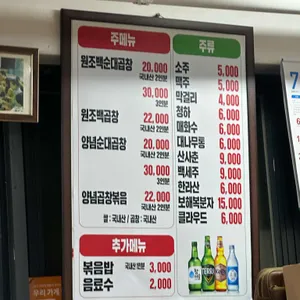 주메뉴
원조백순대곱창 20,000
국내산 2인분
30,000
3인분
원조백곱창 22,000
국내산 2인분
양념순대곱창 20,000
국내산 2인분
30,000
3인분
양념곱창볶음 22,000
국내산 2인분
쌀 : 국내산 / 곱창 : 국내산
추가메뉴
볶음밥 3,000
음료수 2,000
주류
소주 5,000
맥주 5,000
막걸리 4,000
청하 6,000
매화수 6,000
대나무통 6,000
산사춘 9,000
백세주 9,000
한라산 6,000
보해복분자 15,000
클라우드 6,000
TERRA
우리 가게
7